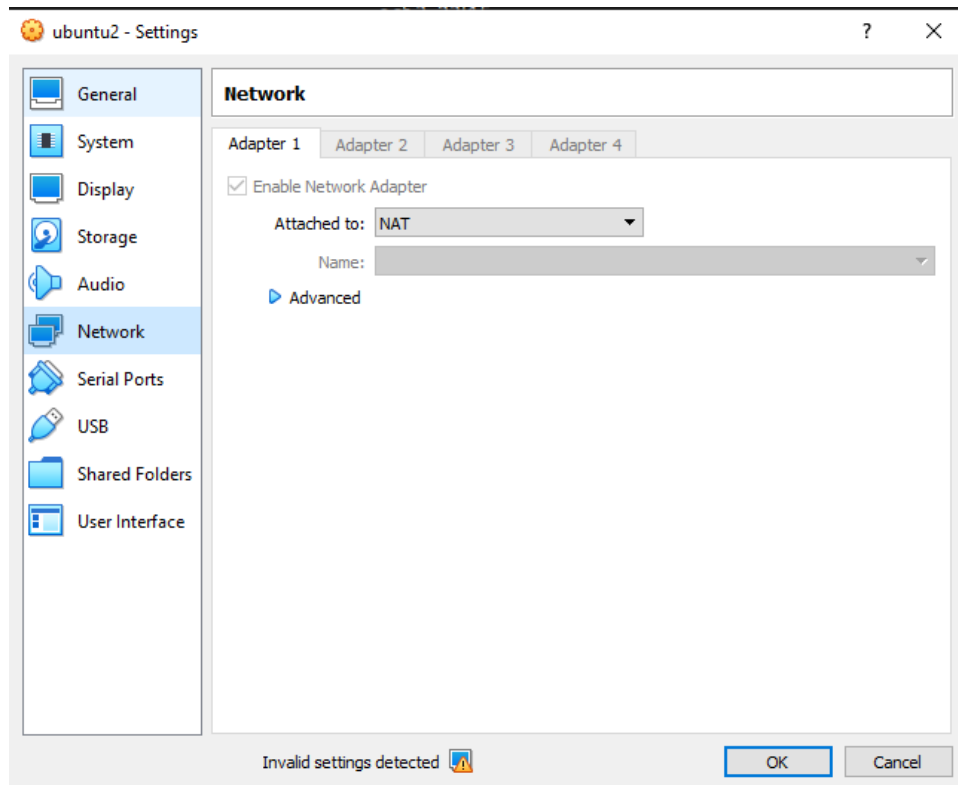 ubuntu2 - Settings
? ×
General
System
Display
Storage
Audio
Network
Serial Ports
USB
Shared Folders
User Interface
Network
Adapter 1 Adapter 2 Adapter 3 Adapter 4
Enable Network Adapter
Attached to: NAT
Name:
Advanced
Invalid settings detected
OK Cancel